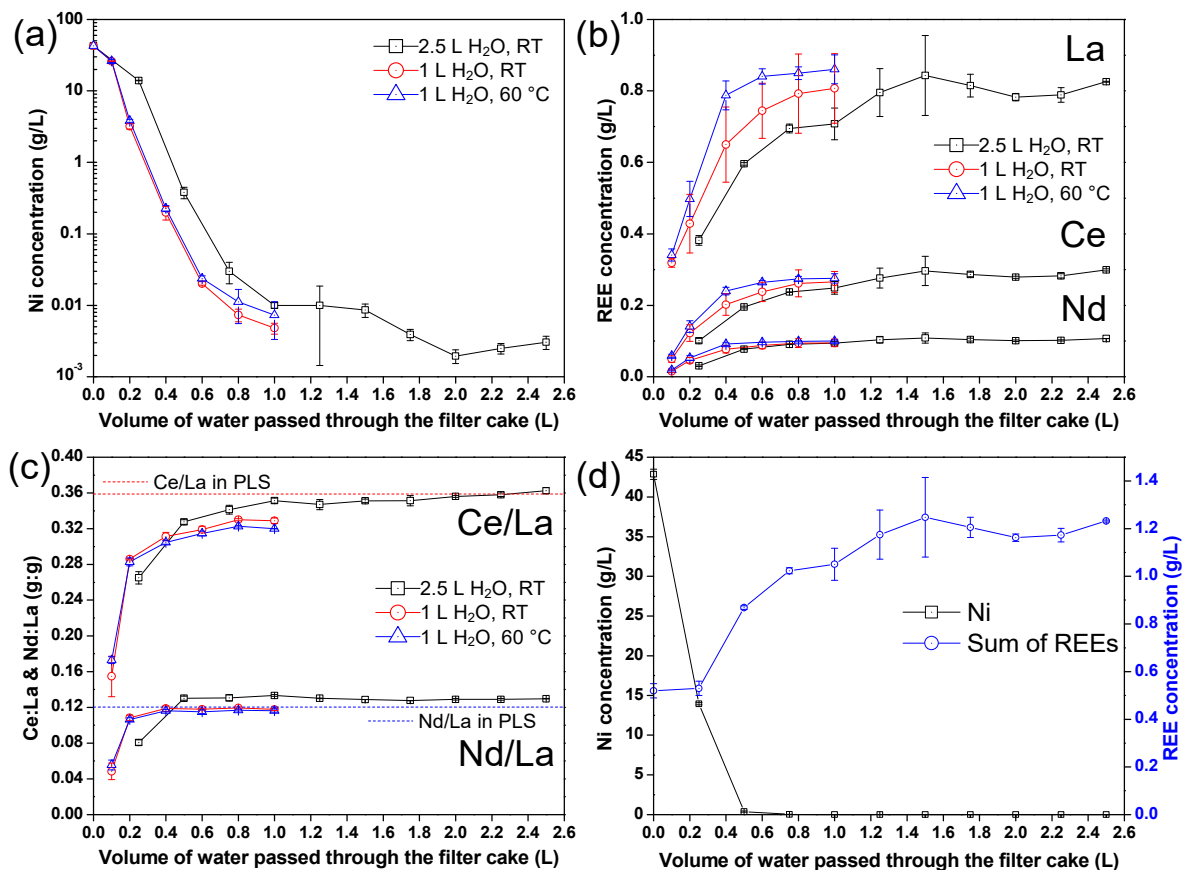 (a)
Ni concentration (g/L)
100
10
1
0.1
0.01
10⁻³
2.5 L H₂O, RT
1 L H₂O, RT
1 L H₂O, 60 °C
0.0 0.2 0.4 0.6 0.8 1.0 1.2 1.4 1.6 1.8 2.0 2.2 2.4 2.6
Volume of water passed through the filter cake (L)
(b)
REE concentration (g/L)
1.0
0.8
0.6
0.4
0.2
0.0
La
2.5 L H₂O, RT
1 L H₂O, RT
1 L H₂O, 60 °C
Ce
Nd
0.0 0.2 0.4 0.6 0.8 1.0 1.2 1.4 1.6 1.8 2.0 2.2 2.4 2.6
Volume of water passed through the filter cake (L)
(c)
Ce:La & Nd:La (g:g)
0.40
0.36
0.32
0.28
0.24
0.20
0.16
0.12
0.08
0.04
0.00
Ce/La in PLS
Ce/La
2.5 L H₂O, RT
1 L H₂O, RT
1 L H₂O, 60 °C
Nd/La in PLS
Nd/La
0.0 0.2 0.4 0.6 0.8 1.0 1.2 1.4 1.6 1.8 2.0 2.2 2.4 2.6
Volume of water passed through the filter cake (L)
(d)
Ni concentration (g/L)
45
40
35
30
25
20
15
10
5
0
Ni
Sum of REEs
1.4
1.2
1.0
0.8
0.6
0.4
0.2
0.0
REE concentration (g/L)
0.0 0.2 0.4 0.6 0.8 1.0 1.2 1.4 1.6 1.8 2.0 2.2 2.4 2.6
Volume of water passed through the filter cake (L)